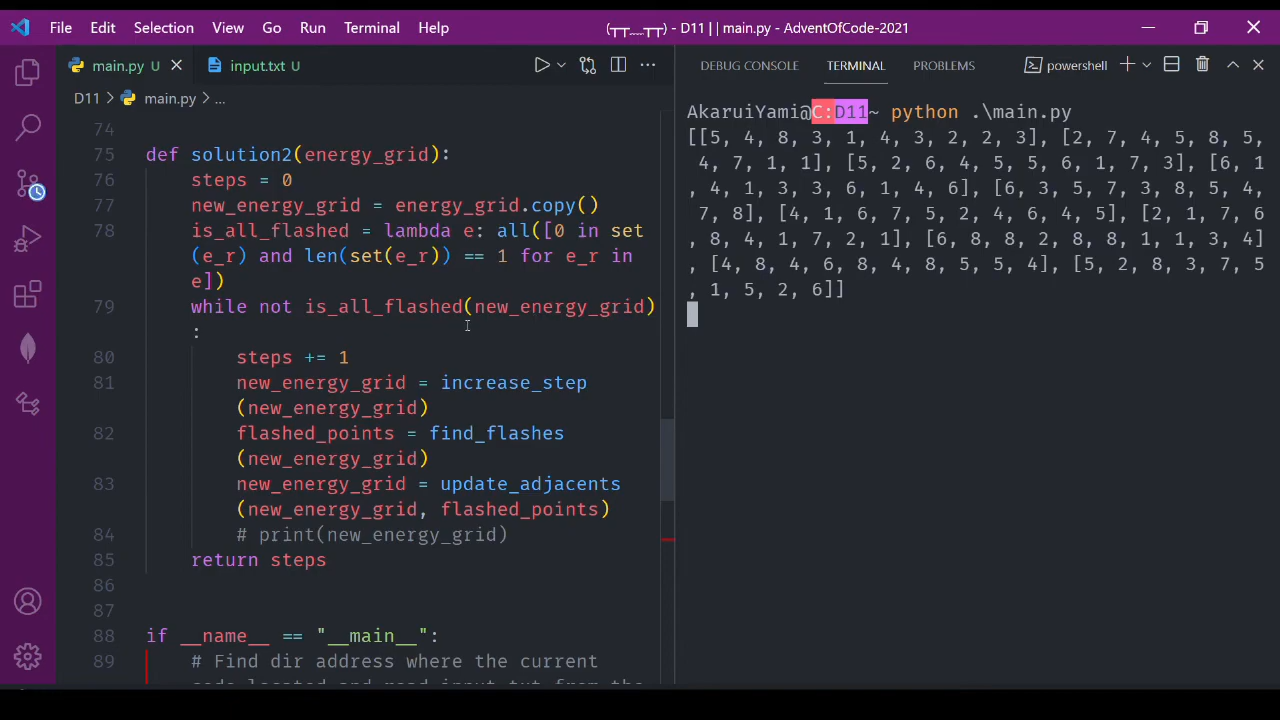 File Edit Selection View Go Run Terminal Help (┬┬﹏┬┬) - D11 | | main.py - AdventOfCode-2021
main.py U input.txt U
D11 > main.py > ...
74
75 def solution2(energy_grid):
76 steps = 0
77 new_energy_grid = energy_grid.copy()
78 is_all_flashed = lambda e: all([0 in set
(e_r) and len(set(e_r)) == 1 for e_r in
e])
79 while not is_all_flashed(new_energy_grid)
:
80 steps += 1
81 new_energy_grid = increase_step
(new_energy_grid)
82 flashed_points = find_flashes
(new_energy_grid)
83 new_energy_grid = update_adjacents
(new_energy_grid, flashed_points)
84 # print(new_energy_grid)
85 return steps
86
87
88 if __name__ == "__main__":
89 # Find dir address where the current
code located and read input.txt from the
DEBUG CONSOLE TERMINAL PROBLEMS powershell
AkaruiYami@C:D11~ python .\main.py
[[5, 4, 8, 3, 1, 4, 3, 2, 2, 3], [2, 7, 4, 5, 8, 5,
4, 7, 1, 1], [5, 2, 6, 4, 5, 5, 6, 1, 7, 3], [6, 1
, 4, 1, 3, 3, 6, 1, 4, 6], [6, 3, 5, 7, 3, 8, 5, 4,
7, 8], [4, 1, 6, 7, 5, 2, 4, 6, 4, 5], [2, 1, 7, 6
, 8, 4, 1, 7, 2, 1], [6, 8, 8, 2, 8, 8, 1, 1, 3, 4]
, [4, 8, 4, 6, 8, 4, 8, 5, 5, 4], [5, 2, 8, 3, 7, 5
, 1, 5, 2, 6]]